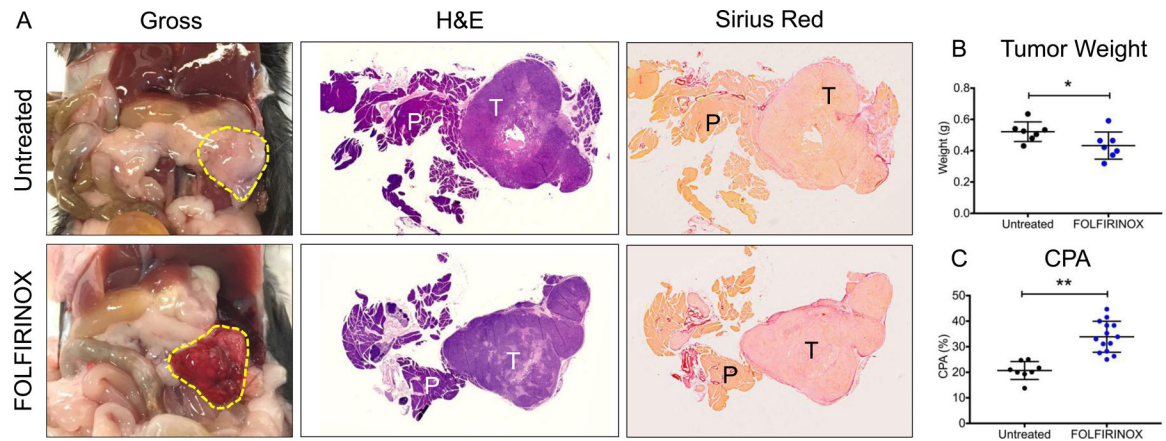 A
Gross
H&E
Sirius Red
Untreated
P
T
P
T
FOLFIRINOX
P
T
P
T
B
Tumor Weight
*
0.8
0.6
0.4
0.2
0.0
Weight (g)
Untreated
FOLFIRINOX
C
CPA
**
50
40
30
20
10
0
CPA (%)
Untreated
FOLFIRINOX